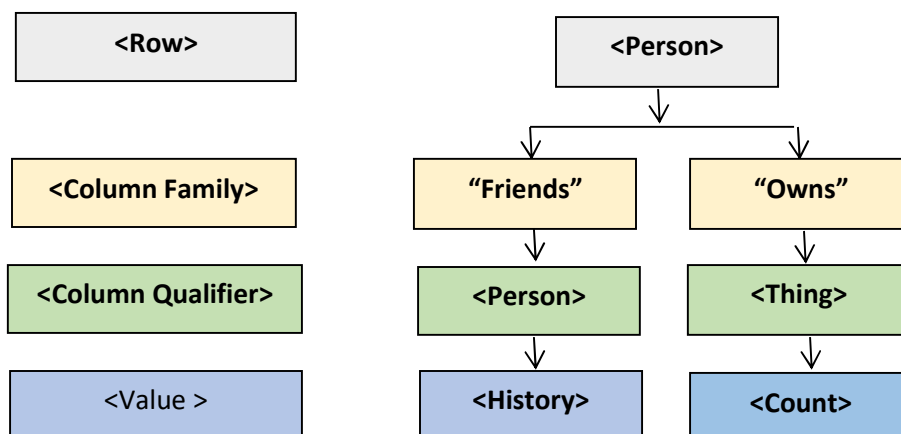 <Row>
<Person>
<Column Family>
“Friends”
“Owns”
<Column Qualifier>
<Person>
<Thing>
<Value >
<History>
<Count>